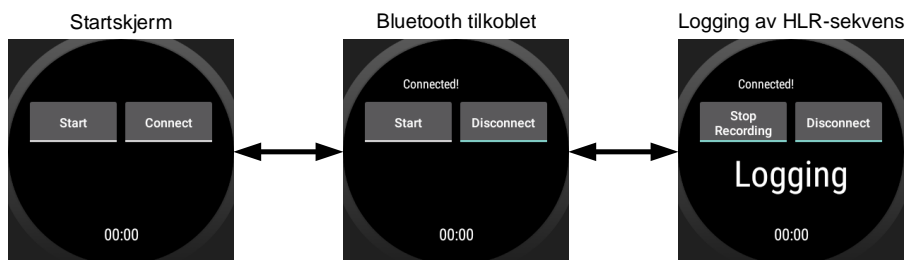 Startskjerm
Bluetooth tilkoblet
Logging av HLR-sekvens
Start
Connect
00:00
Connected!
Start
Disconnect
00:00
Connected!
Stop
Recording
Disconnect
Logging
00:00